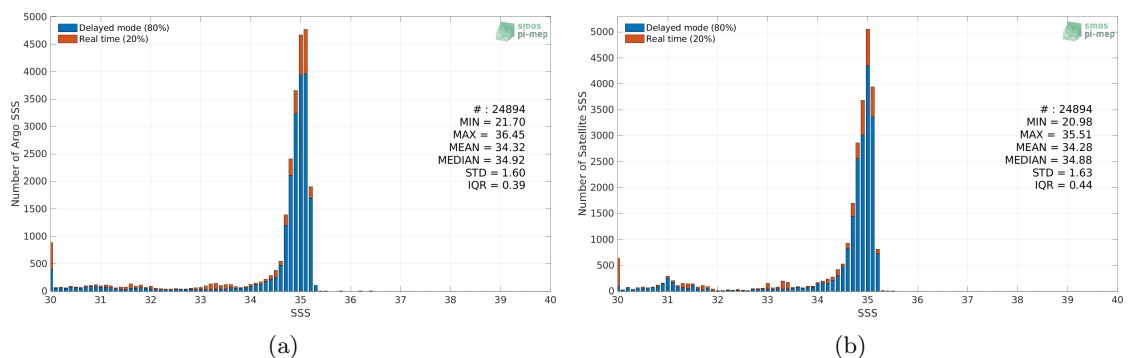 Delayed mode (80%)
Real time (20%)
smos
pi-mep
Number of Argo SSS
5000
4500
4000
3500
3000
2500
2000
1500
1000
500
0
# : 24894
MIN = 21.70
MAX = 36.45
MEAN = 34.32
MEDIAN = 34.92
STD = 1.60
IQR = 0.39
30 31 32 33 34 35 36 37 38 39 40
SSS
(a)
Delayed mode (80%)
Real time (20%)
smos
pi-mep
Number of Satellite SSS
5000
4500
4000
3500
3000
2500
2000
1500
1000
500
0
# : 24894
MIN = 20.98
MAX = 35.51
MEAN = 34.28
MEDIAN = 34.88
STD = 1.63
IQR = 0.44
30 31 32 33 34 35 36 37 38 39 40
SSS
(b)